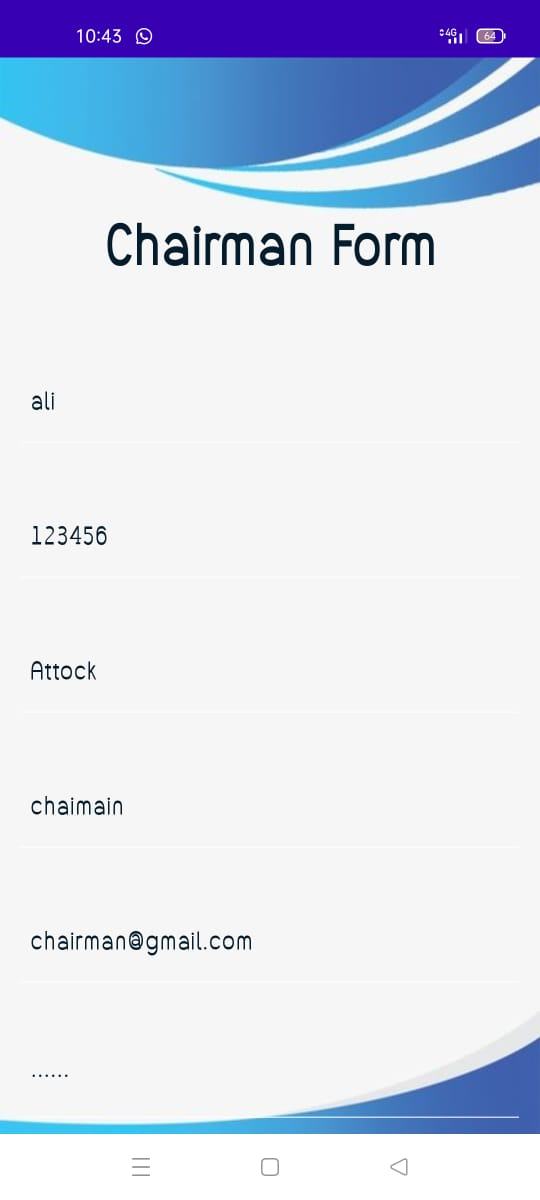 10:43
4G
64
Chairman Form
ali
123456
Attock
chaimain
chairman@gmail.com
......